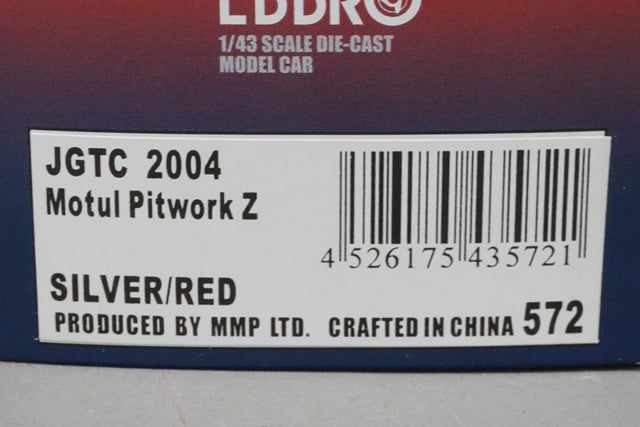 EBBRO
1/43 SCALE DIE-CAST
MODEL CAR
JGTC 2004
Motul Pitwork Z
4 526175 435721
SILVER/RED
PRODUCED BY MMP LTD. CRAFTED IN CHINA 572